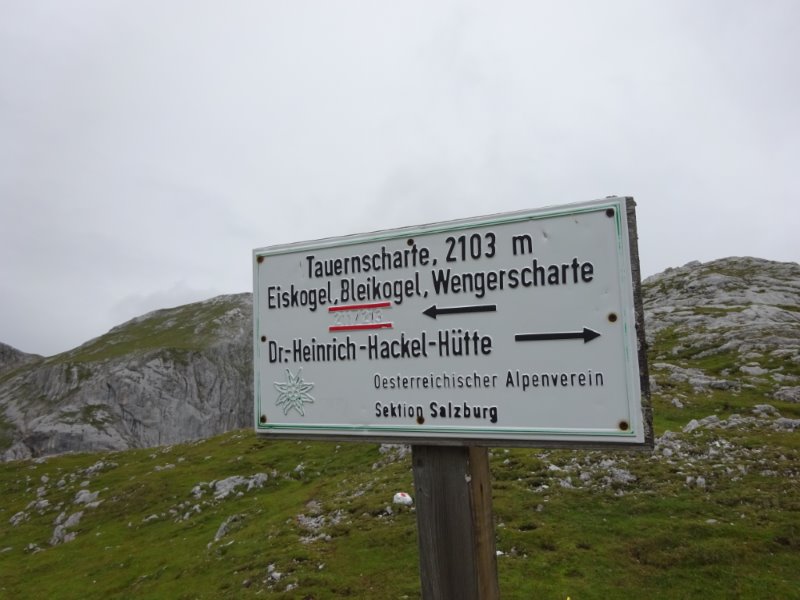 Tauernscharte, 2103 m
Eiskogel, Bleikogel, Wengerscharte
Dr.-Heinrich-Hackel-Hütte
Oesterreichischer Alpenverein
Sektion Salzburg